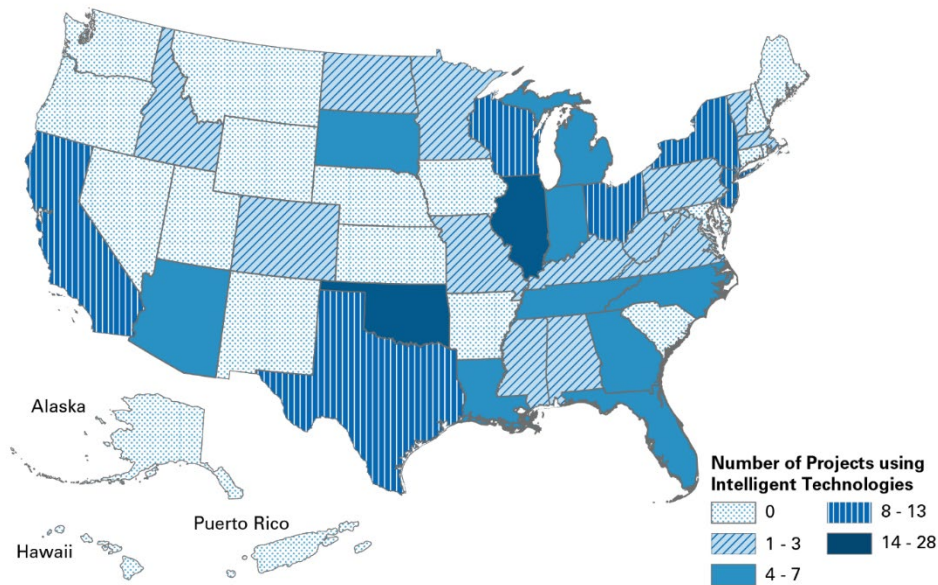 Alaska
Hawaii
Puerto Rico
Number of Projects using
Intelligent Technologies
0
1 - 3
4 - 7
8 - 13
14 - 28